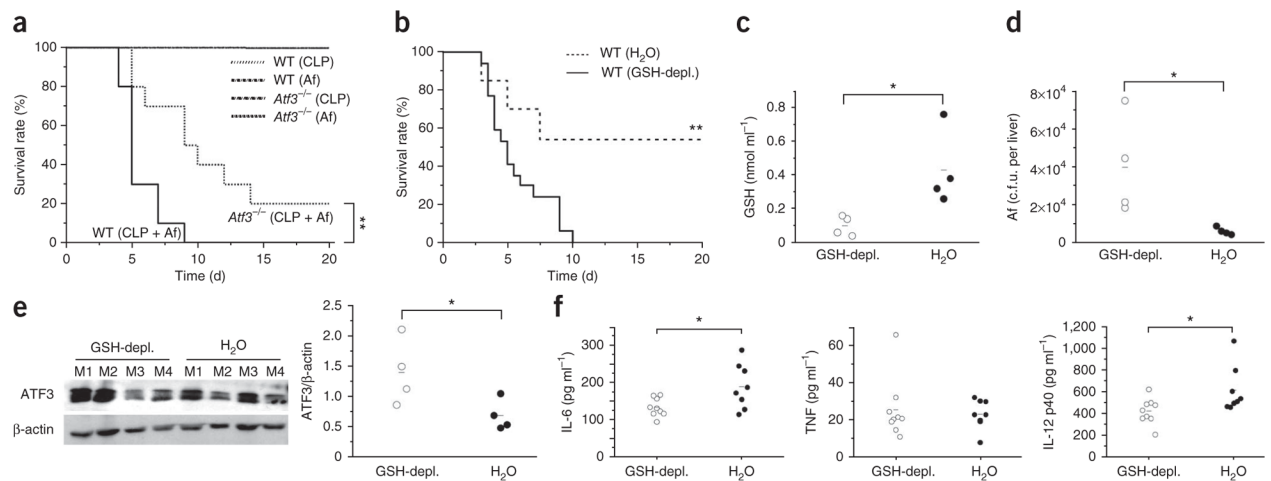 a
Survival rate (%)
100
80
60
40
20
0
0 5 10 15 20
Time (d)
WT (CLP)
WT (Af)
Atf3–/– (CLP)
Atf3–/– (Af)
Atf3–/– (CLP + Af)
WT (CLP + Af)
**
b
Survival rate (%)
100
80
60
40
20
0
0 5 10 15 20
Time (d)
WT (H2O)
WT (GSH-depl.)
**
c
GSH (nmol ml–1)
0.8
0.6
0.4
0.2
0
*
GSH-depl. H2O
d
Af (c.f.u. per liver)
8×10⁴
6×10⁴
4×10⁴
2×10⁴
0
*
GSH-depl. H2O
e
GSH-depl. H2O
M1 M2 M3 M4 M1 M2 M3 M4
ATF3
β-actin
ATF3/β-actin
2.5
2.0
1.5
1.0
0.5
0
*
GSH-depl. H2O
f
IL-6 (pg ml–1)
300
200
100
0
*
GSH-depl. H2O
TNF (pg ml–1)
60
40
20
0
GSH-depl. H2O
IL-12 p40 (pg ml–1)
1,200
1,000
800
600
400
200
0
*
GSH-depl. H2O